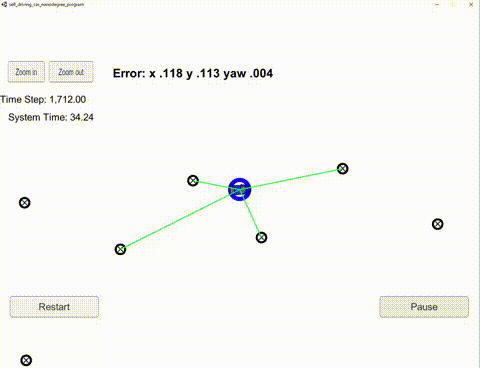 self_driving_car_nanodegree_program
Zoom in
Zoom out
Error: x .118 y .113 yaw .004
Time Step: 1,712.00
System Time: 34.24
Restart
Pause